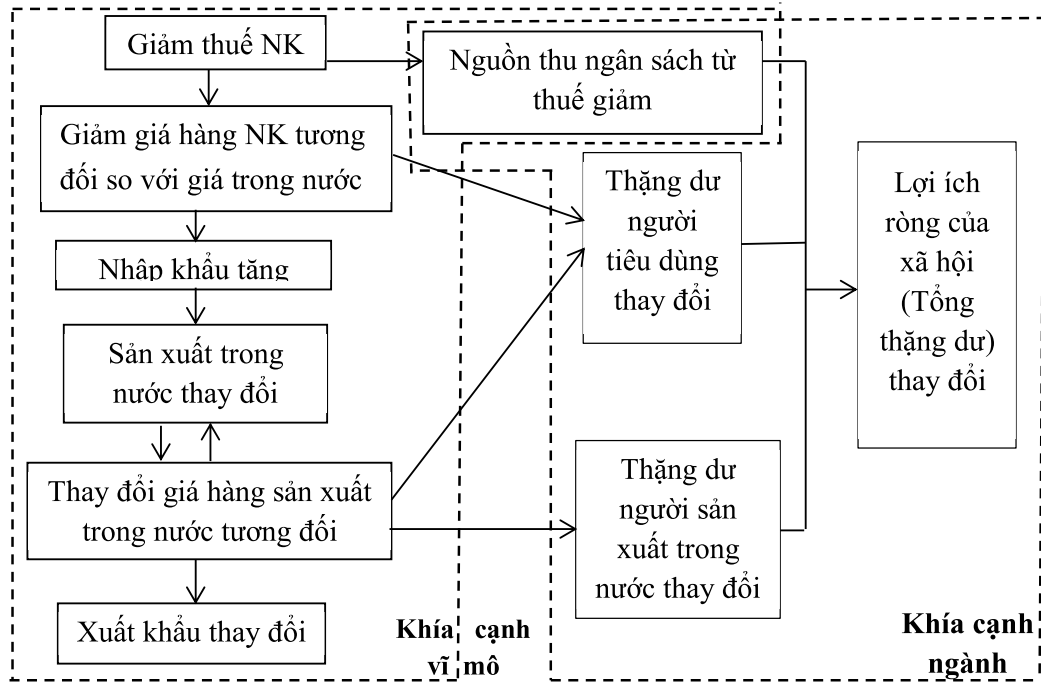 Giảm thuế NK
Nguồn thu ngân sách từ
thuế giảm
Giảm giá hàng NK tương
đối so với giá trong nước
Nhập khẩu tăng
Sản xuất trong
nước thay đổi
Thay đổi giá hàng sản xuất
trong nước tương đối
Xuất khẩu thay đổi
Thặng dư
người
tiêu dùng
thay đổi
Thặng dư
người sản
xuất trong
nước thay đổi
Lợi ích
ròng của
xã hội
(Tổng
thặng dư)
thay đổi
Khía cạnh
vĩ mô
Khía cạnh
ngành